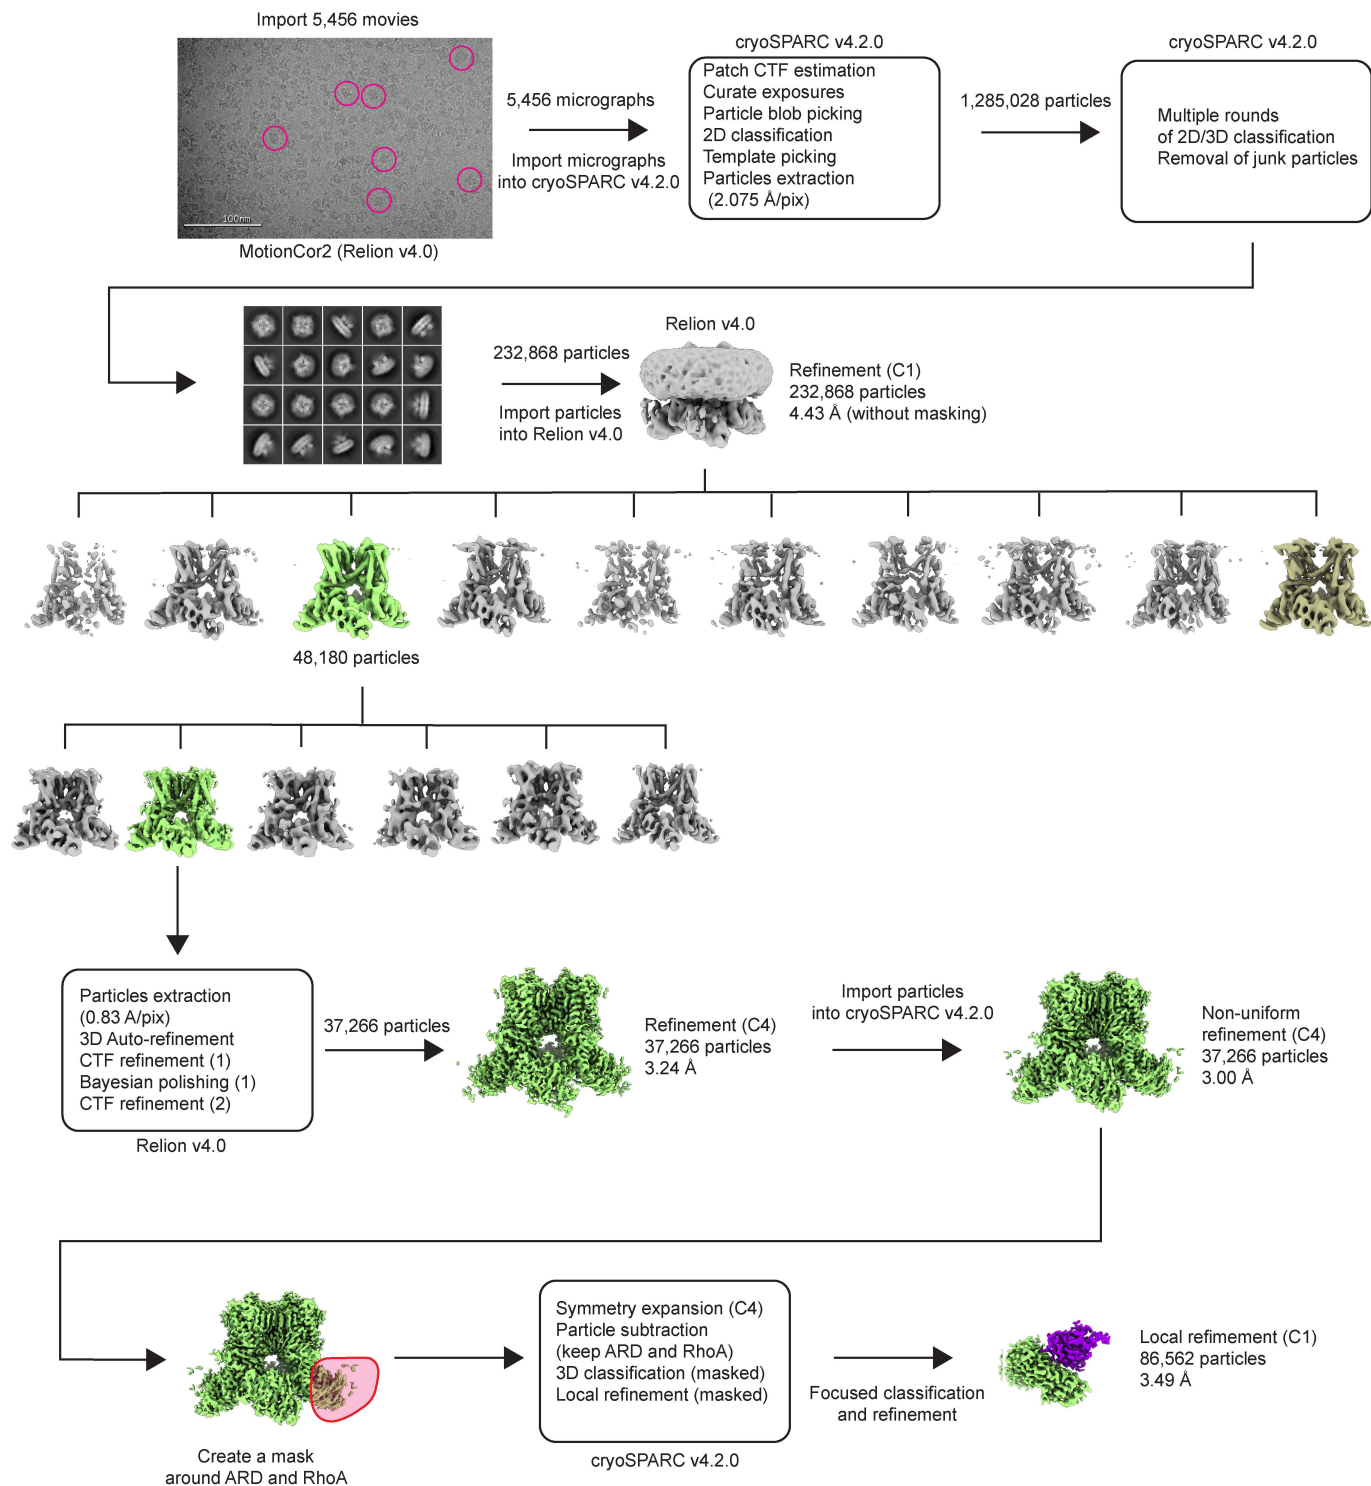 Import 5,456 movies
100nm
MotionCor2 (Relion v4.0)
5,456 micrographs
Import micrographs
into cryoSPARC v4.2.0
cryoSPARC v4.2.0
Patch CTF estimation
Curate exposures
Particle blob picking
2D classification
Template picking
Particles extraction
(2.075 Å/pix)
1,285,028 particles
cryoSPARC v4.2.0
Multiple rounds
of 2D/3D classification
Removal of junk particles
232,868 particles
Import particles
into Relion v4.0
Relion v4.0
Refinement (C1)
232,868 particles
4.43 Å (without masking)
48,180 particles
Particles extraction
(0.83 A/pix)
3D Auto-refinement
CTF refinement (1)
Bayesian polishing (1)
CTF refinement (2)
Relion v4.0
37,266 particles
Refinement (C4)
37,266 particles
3.24 Å
Import particles
into cryoSPARC v4.2.0
Non-uniform
refinement (C4)
37,266 particles
3.00 Å
Create a mask
around ARD and RhoA
Symmetry expansion (C4)
Particle subtraction
(keep ARD and RhoA)
3D classification (masked)
Local refinement (masked)
cryoSPARC v4.2.0
Focused classification
and refinement
Local refimement (C1)
86,562 particles
3.49 Å